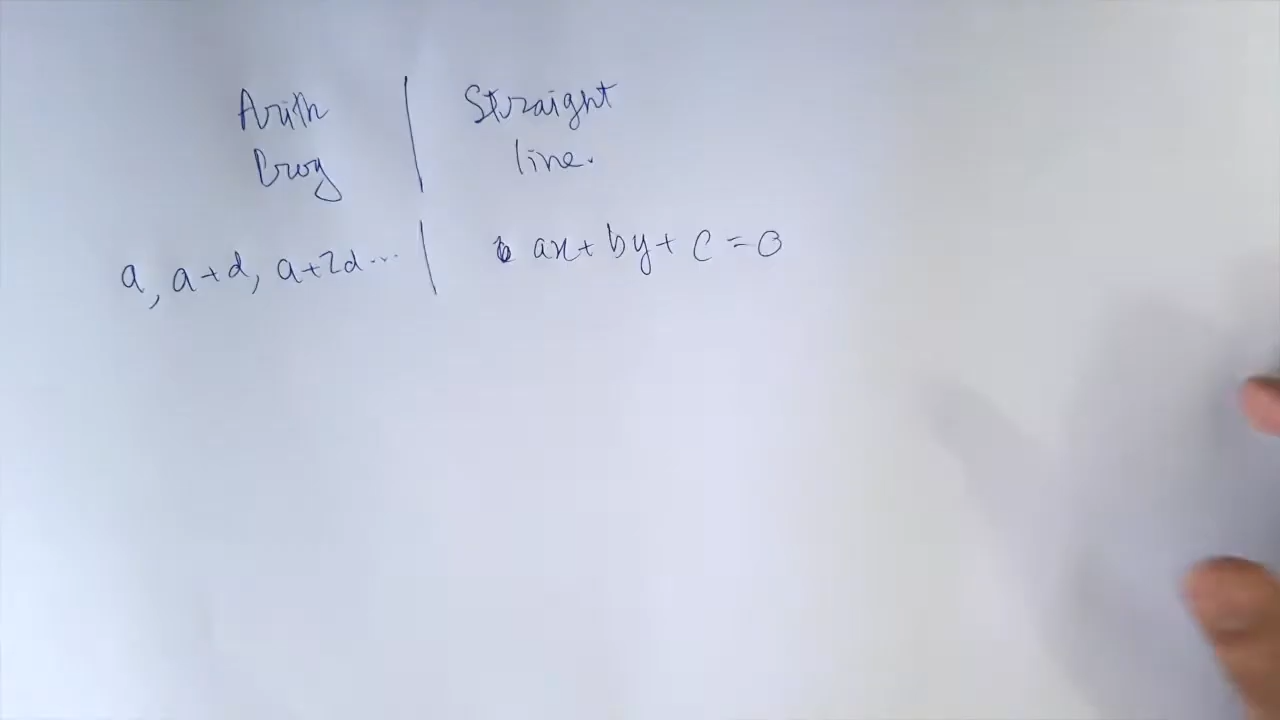 Arith | Straight
Prog | line.
a, a+d, a+2d... | ax + by + c = 0